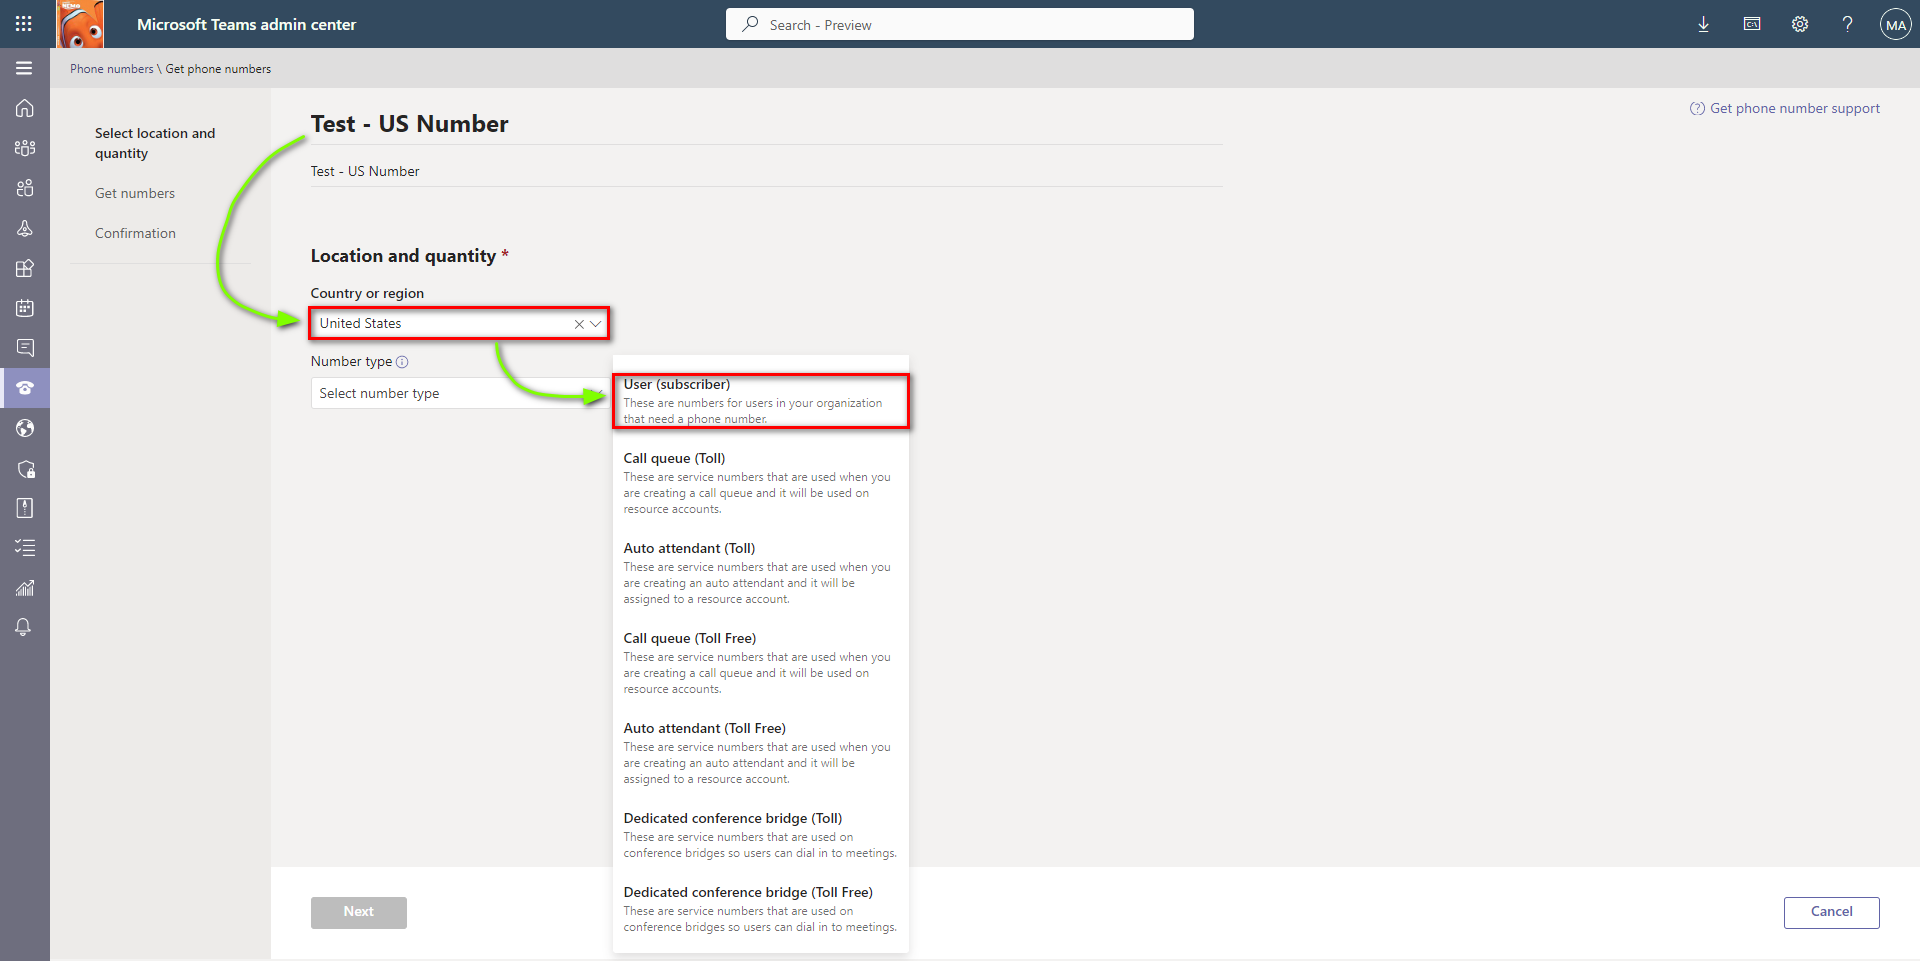 NEMO
Microsoft Teams admin center
Search - Preview
C:\
?
MA
Phone numbers \ Get phone numbers
Select location and
quantity
Get numbers
Confirmation
Test - US Number
Get phone number support
Test - US Number
Location and quantity *
Country or region
United States
Number type
Select number type
User (subscriber)
These are numbers for users in your organization
that need a phone number.
Call queue (Toll)
These are service numbers that are used when you
are creating a call queue and it will be used on
resource accounts.
Auto attendant (Toll)
These are service numbers that are used when you
are creating an auto attendant and it will be
assigned to a resource account.
Call queue (Toll Free)
These are service numbers that are used when you
are creating a call queue and it will be used on
resource accounts.
Auto attendant (Toll Free)
These are service numbers that are used when you
are creating an auto attendant and it will be
assigned to a resource account.
Dedicated conference bridge (Toll)
These are service numbers that are used on
conference bridges so users can dial in to meetings.
Dedicated conference bridge (Toll Free)
These are service numbers that are used on
conference bridges so users can dial in to meetings.
Next
Cancel